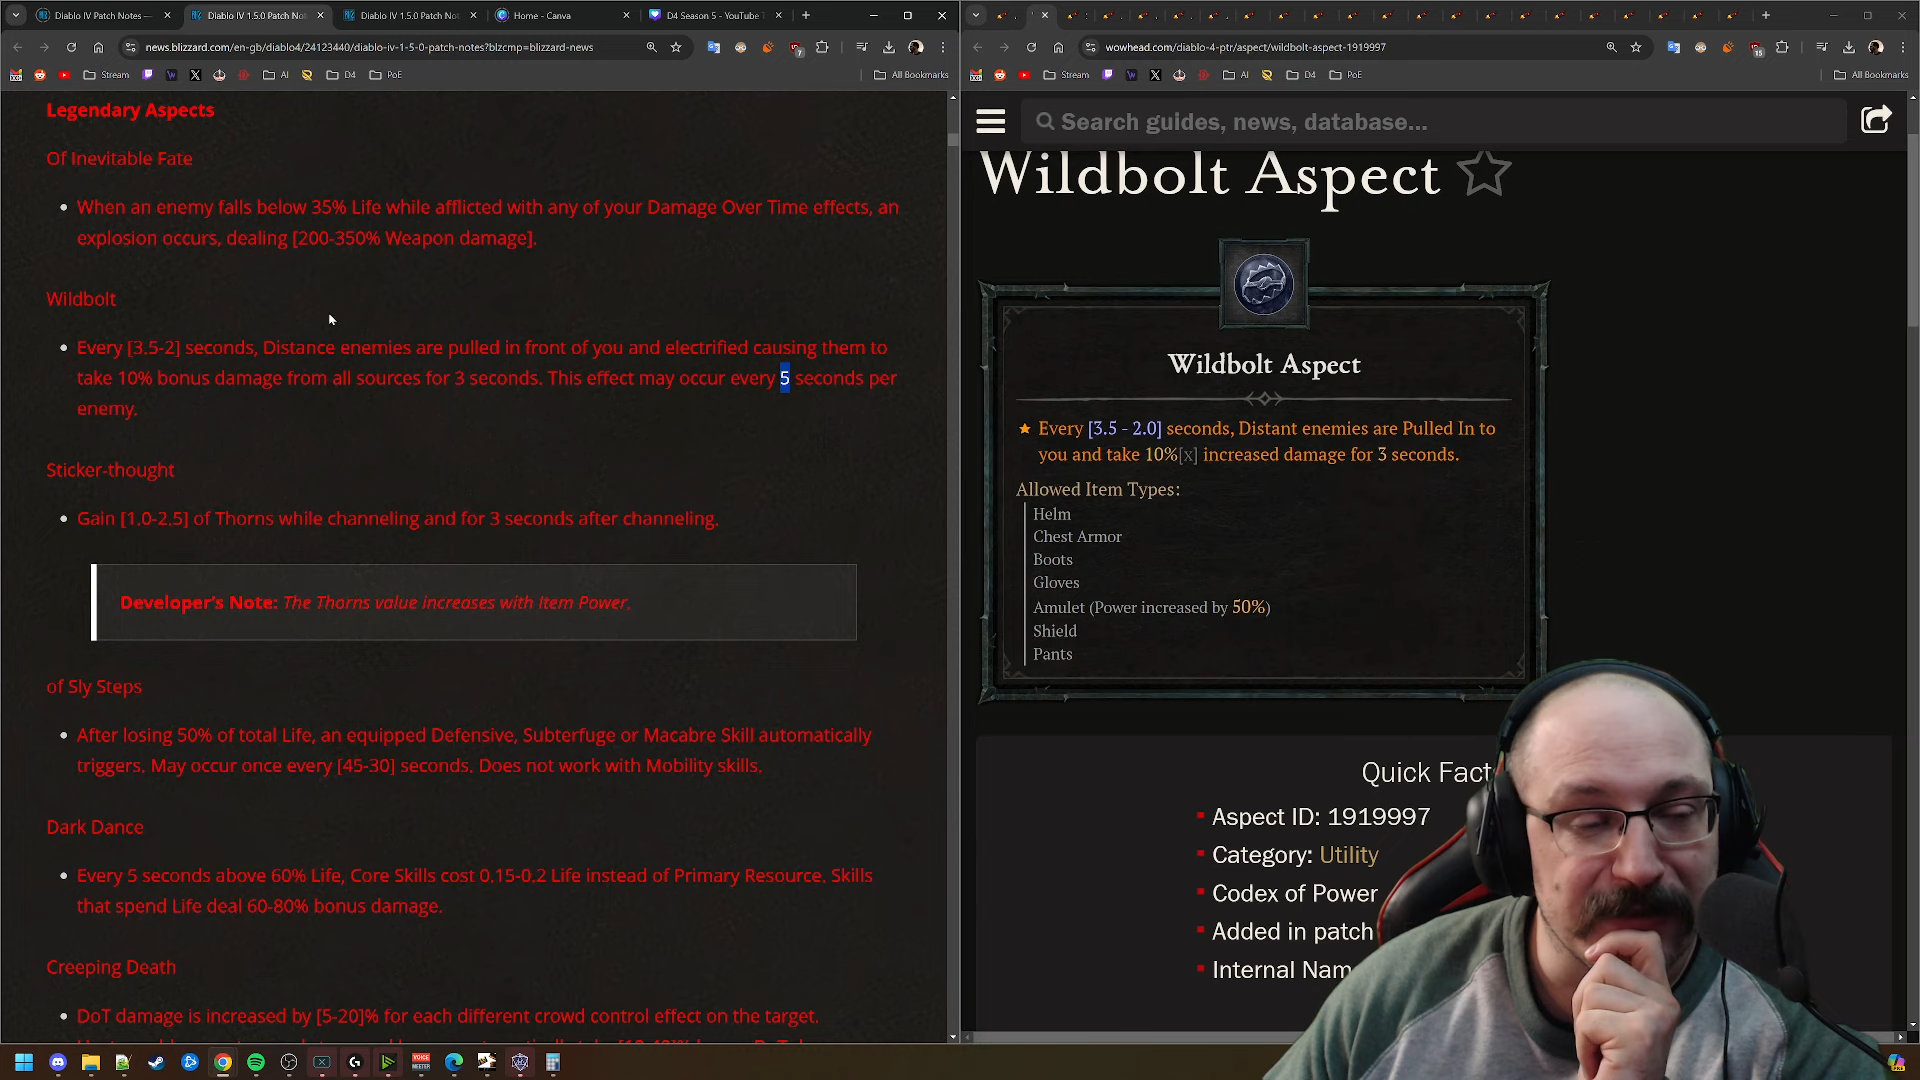 Diablo IV Patch Notes —
Diablo IV 1.5.0 Patch Not
Diablo IV 1.5.0 Patch Not
Home - Canva
D4 Season 5 - YouTube T
news.blizzard.com/en-gb/diablo4/24123440/diablo-iv-1-5-0-patch-notes?blzcmp=blizzard-news
wowhead.com/diablo-4-ptr/aspect/wildbolt-aspect-1919997
Stream
AI
D4
PoE
All Bookmarks
Stream
AI
D4
PoE
All Bookmarks
Legendary Aspects
Of Inevitable Fate
When an enemy falls below 35% Life while afflicted with any of your Damage Over Time effects, an
explosion occurs, dealing [200-350% Weapon damage].
Wildbolt
Every [3.5-2] seconds, Distance enemies are pulled in front of you and electrified causing them to
take 10% bonus damage from all sources for 3 seconds. This effect may occur every 5 seconds per
enemy.
Sticker-thought
Gain [1,0-2,5] of Thorns while channeling and for 3 seconds after channeling.
Developer's Note: The Thorns value increases with Item Power.
of Sly Steps
After losing 50% of total Life, an equipped Defensive, Subterfuge or Macabre Skill automatically
triggers. May occur once every [45-30] seconds. Does not work with Mobility skills.
Dark Dance
Every 5 seconds above 60% Life, Core Skills cost 0.15-0.2 Life instead of Primary Resource. Skills
that spend Life deal 60-80% bonus damage.
Creeping Death
DoT damage is increased by [5-20]% for each different crowd control effect on the target.
Search guides, news, database...
Wildbolt Aspect
Wildbolt Aspect
Every [3.5 - 2.0] seconds, Distant enemies are Pulled In to
you and take 10%[x] increased damage for 3 seconds.
Allowed Item Types:
Helm
Chest Armor
Boots
Gloves
Amulet (Power increased by 50%)
Shield
Pants
Quick Fact
Aspect ID: 1919997
Category: Utility
Codex of Power
Added in patch
Internal Nam